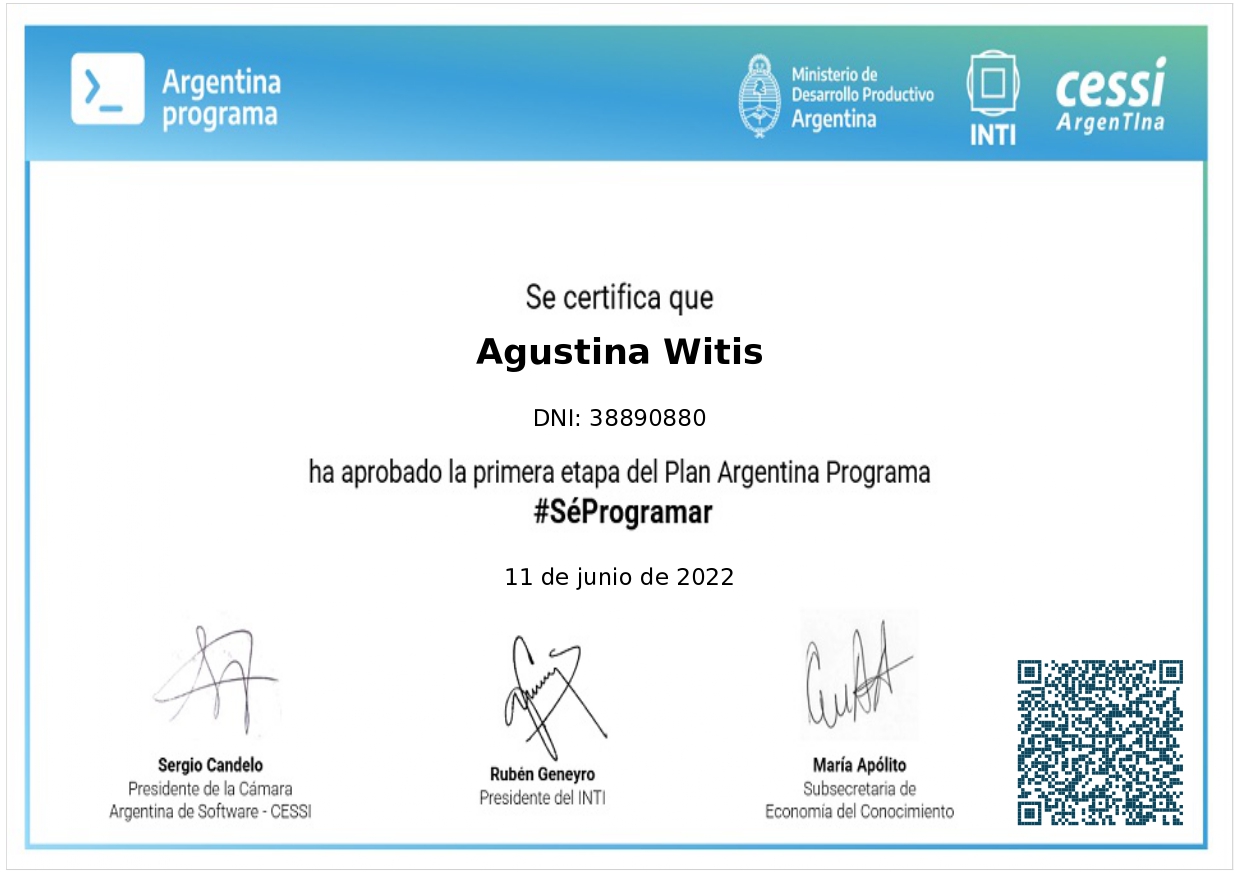 Argentina
programa
Ministerio de
Desarrollo Productivo
Argentina
INTI
cessi
ArgenTIna
Se certifica que
Agustina Witis
DNI: 38890880
ha aprobado la primera etapa del Plan Argentina Programa
#SéProgramar
11 de junio de 2022
Sergio Candelo
Presidente de la Cámara
Argentina de Software - CESSI
Rubén Geneyro
Presidente del INTI
María Apólito
Subsecretaria de
Economía del Conocimiento